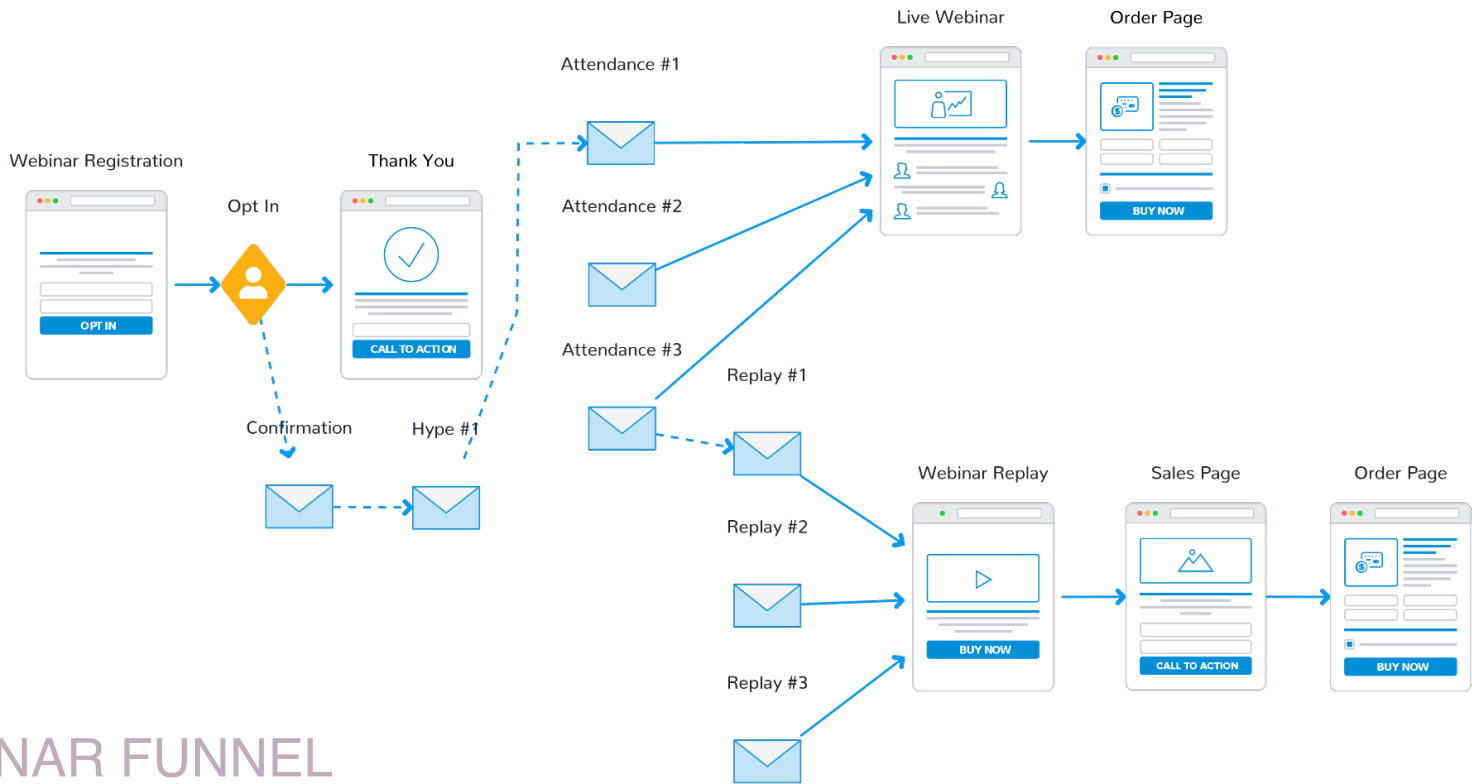 Live Webinar
Order Page
Attendance #1
BUY NOW
Webinar Registration
Thank You
Opt In
OPT IN
CALL TO ACTION
Attendance #2
Attendance #3
Confirmation
Hype #1
Replay #1
Webinar Replay
Sales Page
Order Page
Replay #2
BUY NOW
CALL TO ACTION
BUY NOW
Replay #3
NAR FUNNEL